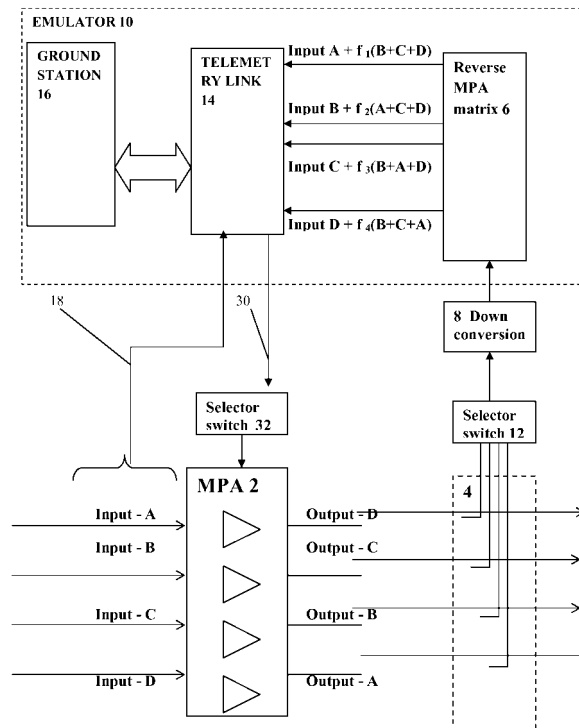 EMULATOR 10
GROUND
STATION
16
TELEMET
RY LINK
14
Input A + f 1(B+C+D)
Input B + f 2(A+C+D)
Input C + f 3(B+A+D)
Input D + f 4(B+C+A)
Reverse
MPA
matrix 6
18
30
8 Down
conversion
Selector
switch 32
Selector
switch 12
MPA 2
4
Input - A
Input - B
Input - C
Input - D
Output - D
Output - C
Output - B
Output - A